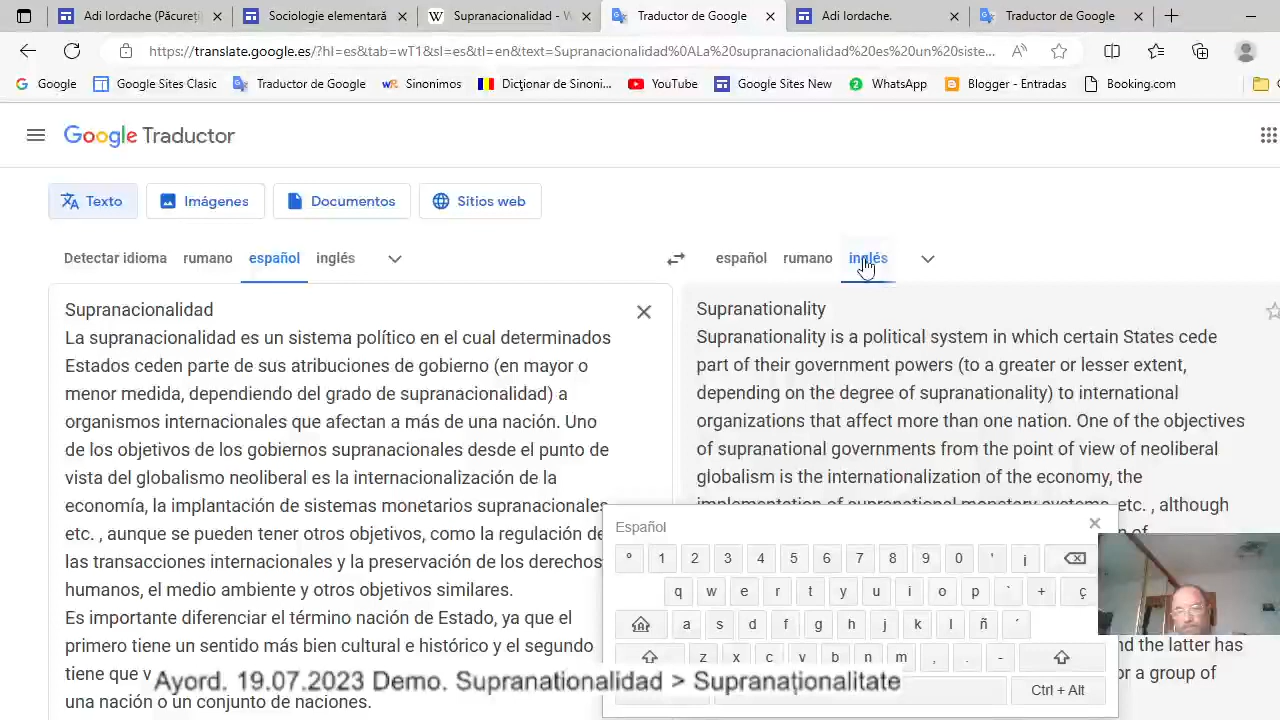 Adi Iordache (Păcureț
Sociologie elementară
Supranacionalidad - W
Traductor de Google
Adi Iordache.
Traductor de Google
https://translate.google.es/?hl=es&tab=wT1&sl=es&tl=en&text=Supranacionalidad%0ALa%20supranacionalidad%20es%20un%20siste...
Google
Google Sites Clasic
Traductor de Google
Sinonimos
Dicționar de Sinoni...
YouTube
Google Sites New
WhatsApp
Blogger - Entradas
Booking.com
Google Traductor
Texto
Imágenes
Documentos
Sitios web
Detectar idioma rumano español inglés
español rumano inglés
Supranacionalidad
La supranacionalidad es un sistema político en el cual determinados
Estados ceden parte de sus atribuciones de gobierno (en mayor o
menor medida, dependiendo del grado de supranacionalidad) a
organismos internacionales que afectan a más de una nación. Uno
de los objetivos de los gobiernos supranacionales desde el punto de
vista del globalismo neoliberal es la internacionalización de la
economía, la implantación de sistemas monetarios supranacionales,
etc. , aunque se pueden tener otros objetivos, como la regulación de
las transacciones internacionales y la preservación de los derechos
humanos, el medio ambiente y otros objetivos similares.
Es importante diferenciar el término nación de Estado, ya que el
primero tiene un sentido más bien cultural e histórico y el segundo
tiene que v
una nación o un conjunto de naciones.
Supranationality
Supranationality is a political system in which certain States cede
part of their government powers (to a greater or lesser extent,
depending on the degree of supranationality) to international
organizations that affect more than one nation. One of the objectives
of supranational governments from the point of view of neoliberal
globalism is the internationalization of the economy, the
implementation of supranational monetary systems, etc. , although
of
nd the latter has
or a group of
Español
º 1 2 3 4 5 6 7 8 9 0 ' ¡
q w e r t y u i o p ` + ç
a s d f g h j k l ñ ´
z x c v b n m , . -
Ctrl + Alt
Ayord. 19.07.2023 Demo. Supranationalidad > Supranaționalitate